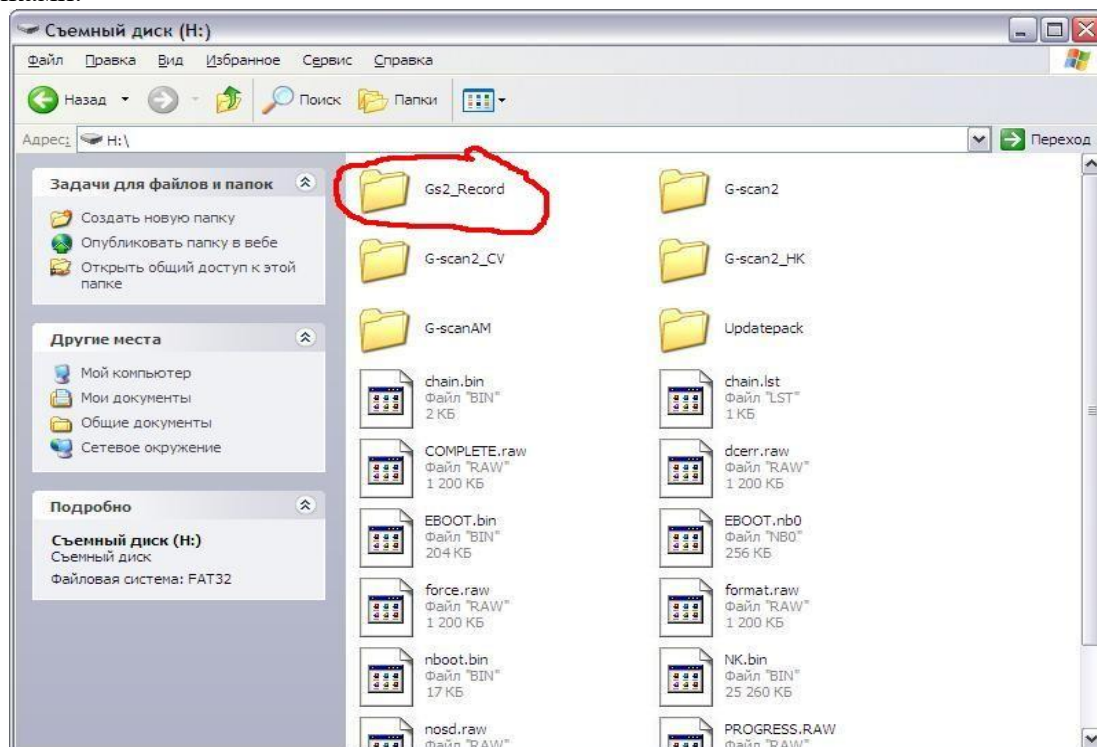 Съемный диск (H:)
Файл Правка Вид Избранное Сервис Справка
Назад Поиск Папки
Адрес: H:\ Переход
Задачи для файлов и папок
Создать новую папку
Опубликовать папку в вебе
Открыть общий доступ к этой
папке
Другие места
Мой компьютер
Мои документы
Общие документы
Сетевое окружение
Подробно
Съемный диск (H:)
Съемный диск
Файловая система: FAT32
Gs2_Record
G-scan2
G-scan2_CV
G-scan2_HK
G-scanAM
Updatepack
chain.bin
Файл "BIN"
2 КБ
chain.lst
Файл "LST"
1 КБ
COMPLETE.raw
Файл "RAW"
1 200 КБ
dcerr.raw
Файл "RAW"
1 200 КБ
EBOOT.bin
Файл "BIN"
204 КБ
EBOOT.nb0
Файл "NB0"
256 КБ
force.raw
Файл "RAW"
1 200 КБ
format.raw
Файл "RAW"
1 200 КБ
nboot.bin
Файл "BIN"
17 КБ
NK.bin
Файл "BIN"
25 260 КБ
nosd.raw
Файл "RAW"
PROGRESS.RAW
Файл "RAW"